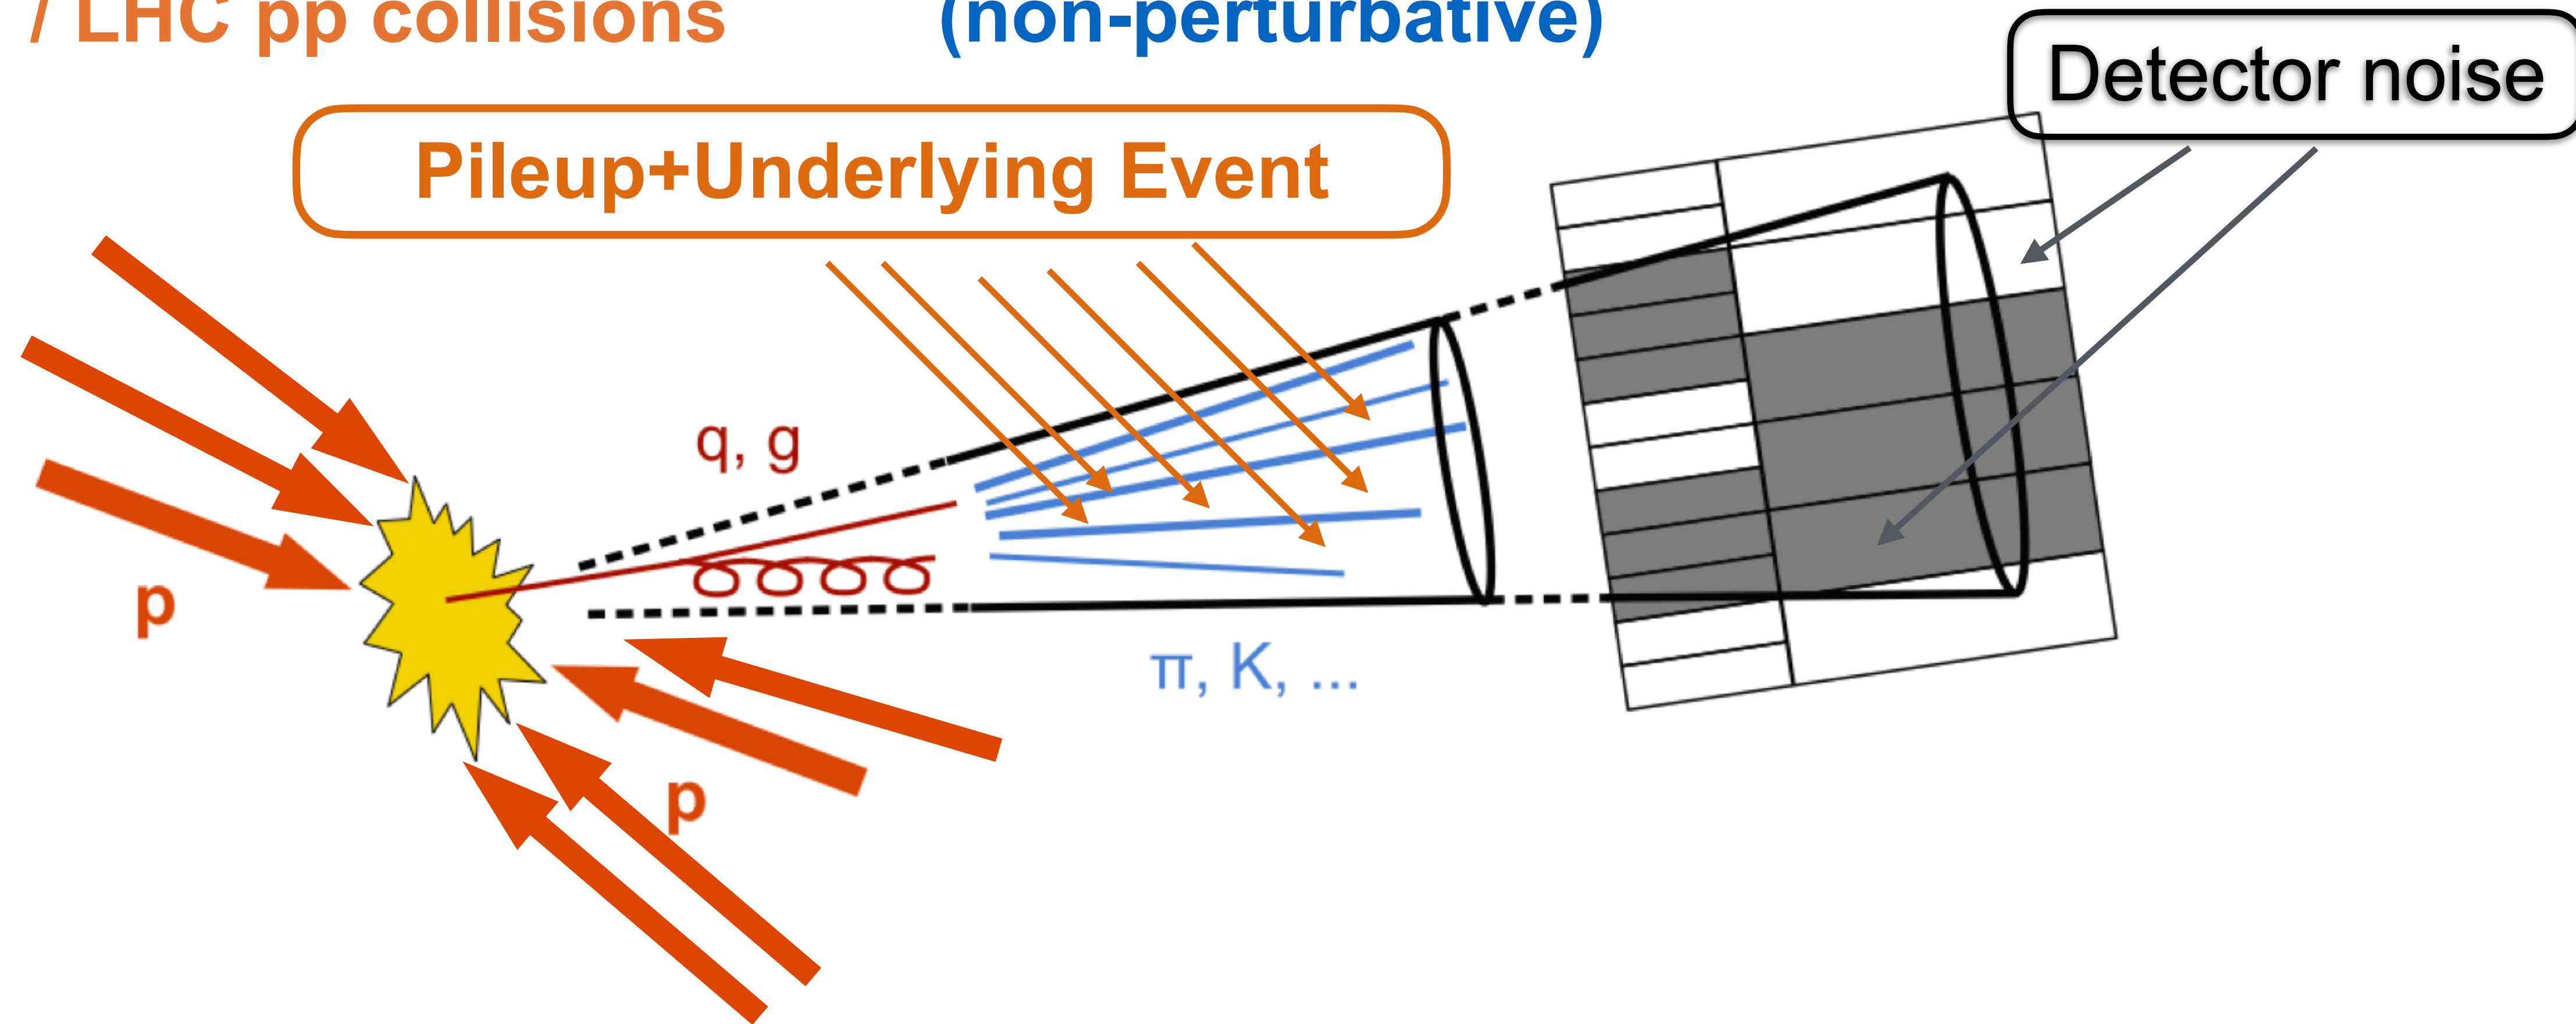 / LHC pp collisions
(non-perturbative)
Detector noise
Pileup+Underlying Event
q, g
p
π, K, ...
p